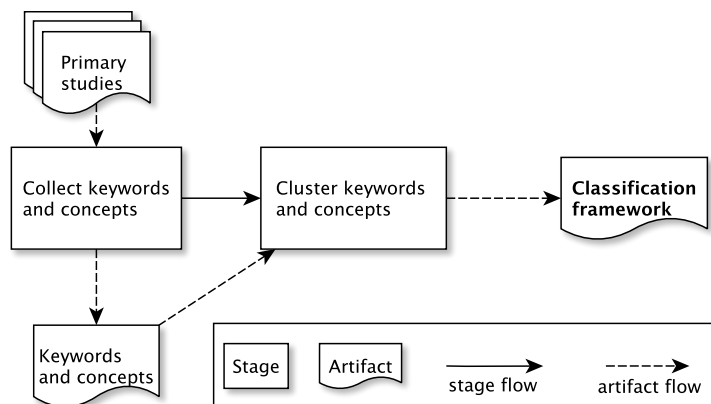 Primary
studies
Collect keywords
and concepts
Cluster keywords
and concepts
Classification
framework
Keywords
and concepts
Stage
Artifact
stage flow
artifact flow